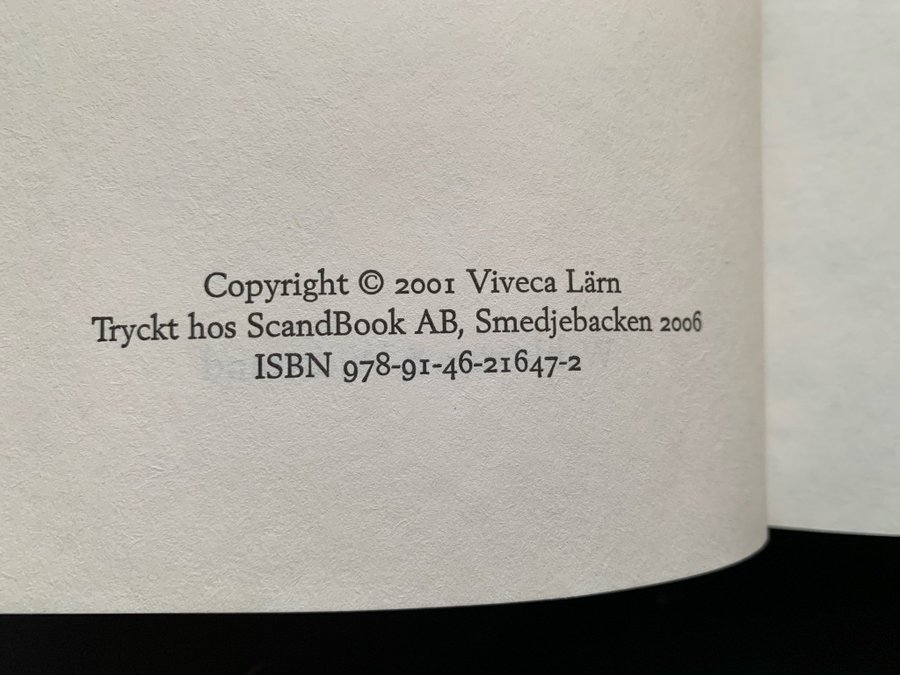 Copyright © 2001 Viveca Lärn
Tryckt hos ScandBook AB, Smedjebacken 2006
ISBN 978-91-46-21647-2